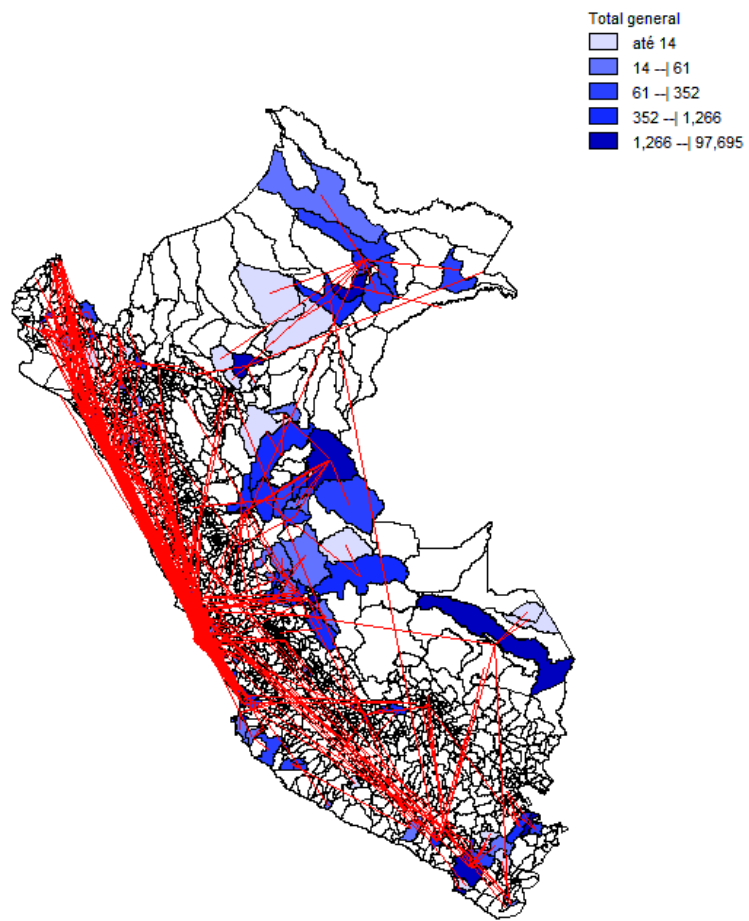 Total general
até 14
14 --| 61
61 --| 352
352 --| 1,266
1,266 --| 97,695